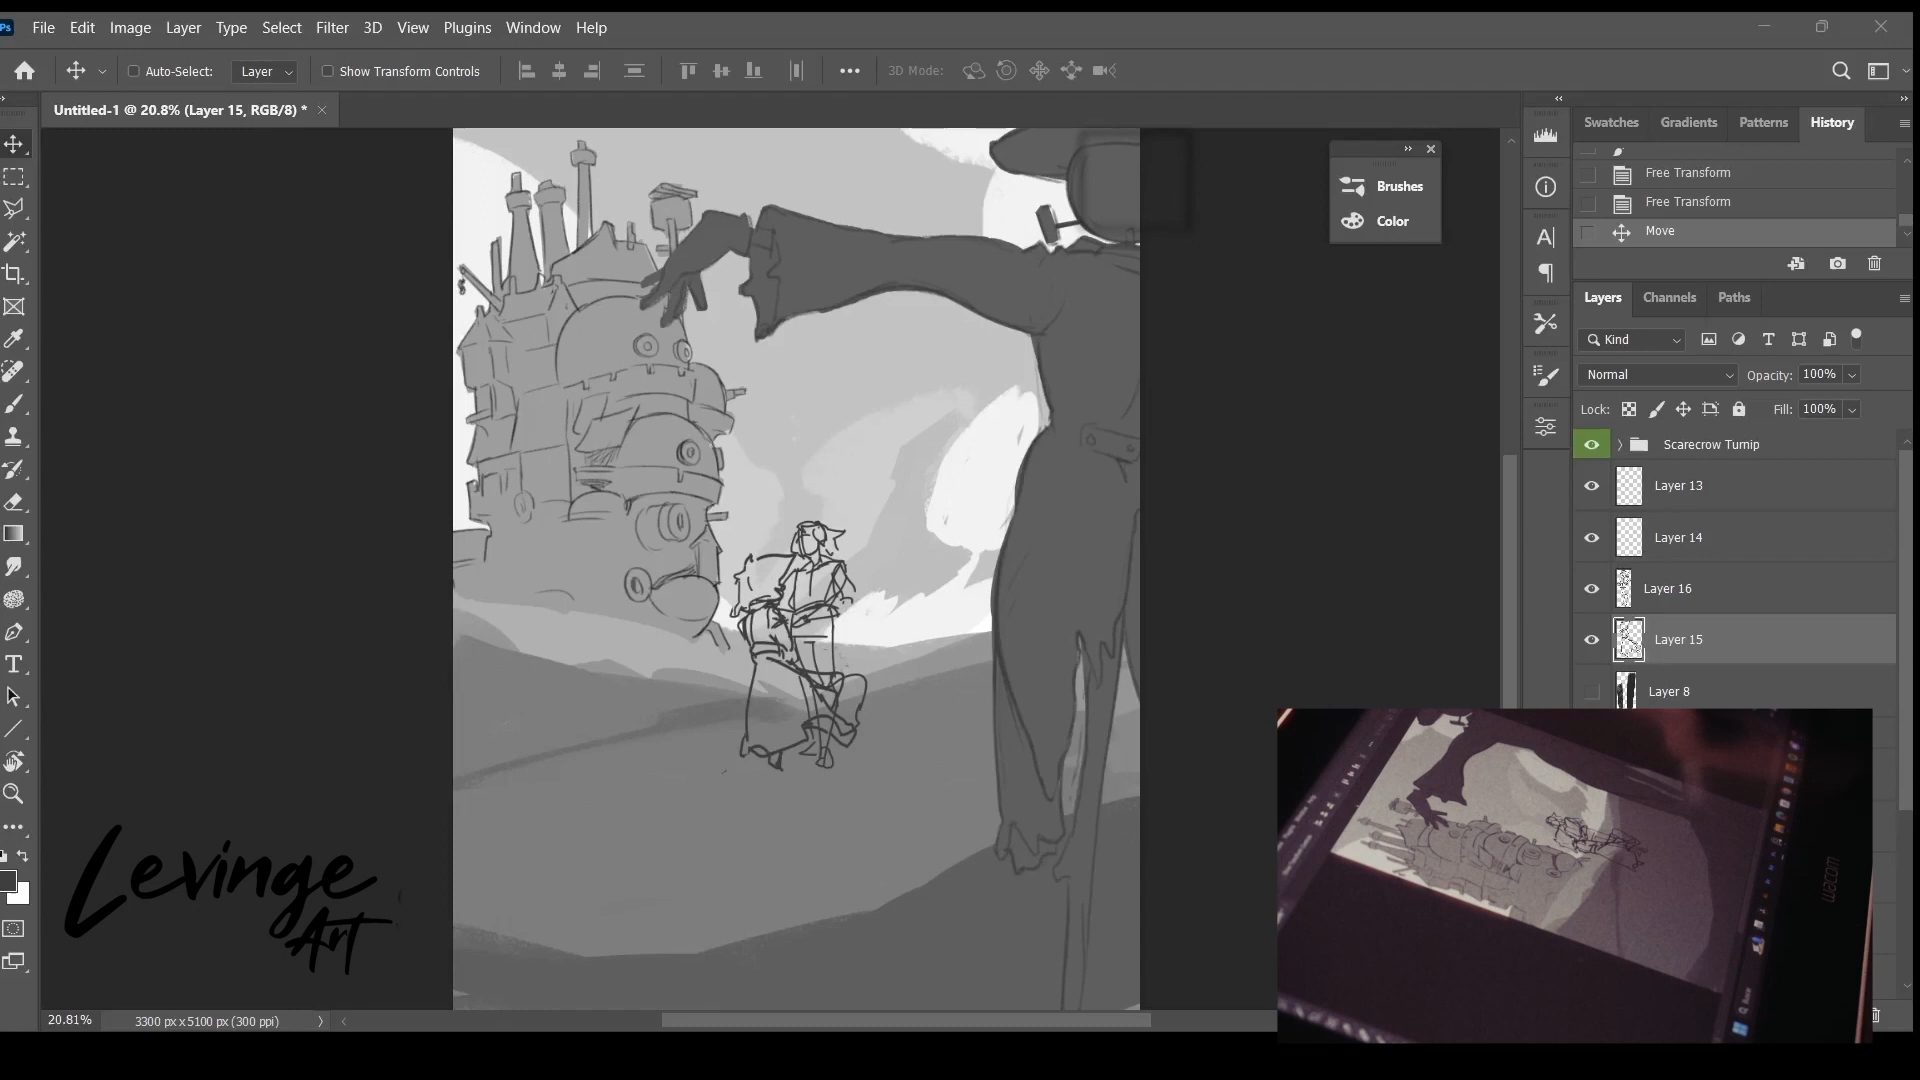 Ps File Edit Image Layer Type Select Filter 3D View Plugins Window Help
Auto-Select: Layer Show Transform Controls 3D Mode:
Untitled-1 @ 20.8% (Layer 15, RGB/8) *
Swatches Gradients Patterns History
Free Transform
Free Transform
Move
Brushes
Color
Layers Channels Paths
Kind
Normal Opacity: 100%
Lock: Fill: 100%
Scarecrow Turnip
Layer 13
Layer 14
Layer 16
Layer 15
Layer 8
Levinge
Art
wacom
20.81% 3300 px x 5100 px (300 ppi)